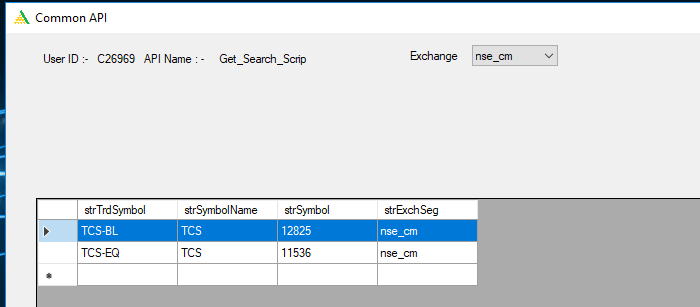 Common API
User ID :- C26969 API Name : - Get_Search_Scrip Exchange nse_cm
strTrdSymbol strSymbolName strSymbol strExchSeg
TCS-BL TCS 12825 nse_cm
TCS-EQ TCS 11536 nse_cm